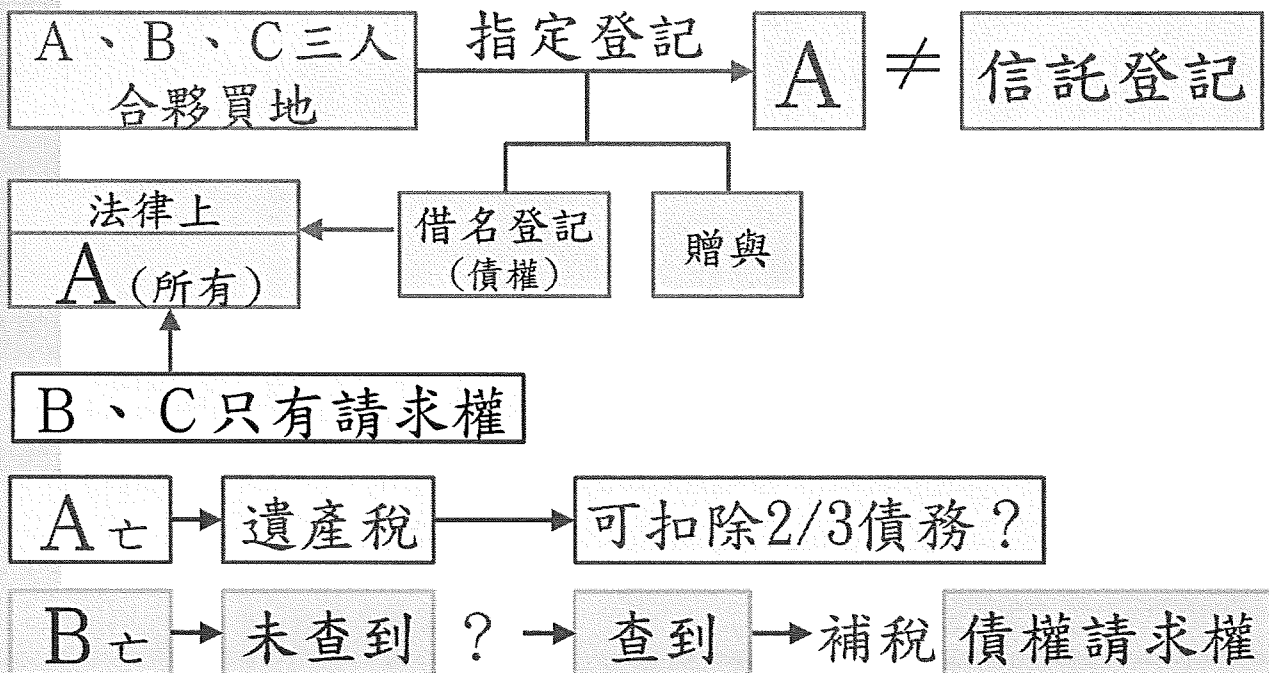 A、B、C三人
合夥買地
指定登記
A
≠
信託登記
法律上
A(所有)
借名登記
(債權)
贈與
B、C只有請求權
A亡
遺產稅
可扣除2/3債務？
B亡
未查到
？
查到
補稅
債權請求權